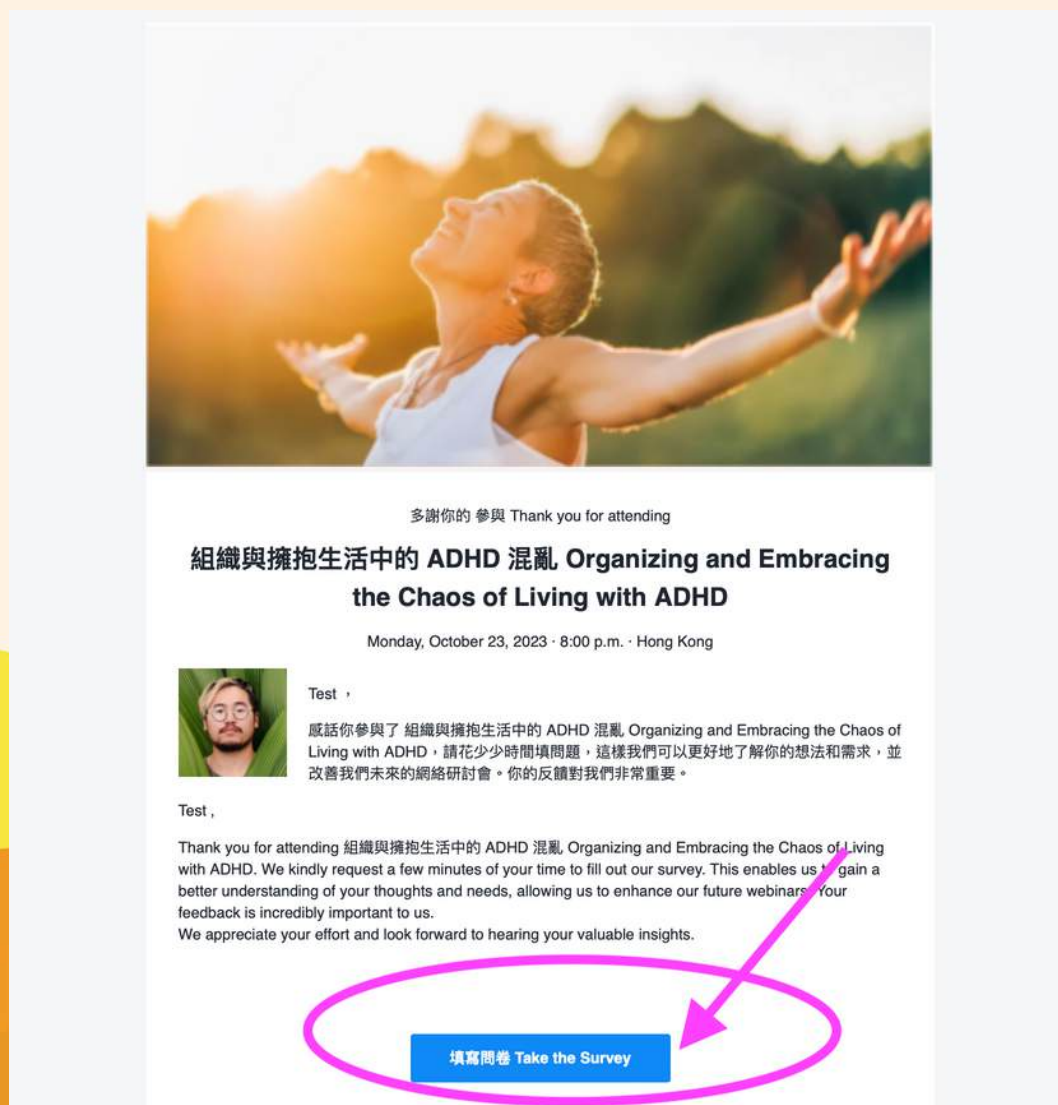 多謝你的 參與 Thank you for attending
組織與擁抱生活中的 ADHD 混亂 Organizing and Embracing
the Chaos of Living with ADHD
Monday, October 23, 2023 · 8:00 p.m. · Hong Kong
Test ，
感話你參與了 組織與擁抱生活中的 ADHD 混亂 Organizing and Embracing the Chaos of
Living with ADHD，請花少少時間填問題，這樣我們可以更好地了解你的想法和需求，並
改善我們未來的網絡研討會。你的反饋對我們非常重要。
Test ,
Thank you for attending 組織與擁抱生活中的 ADHD 混亂 Organizing and Embracing the Chaos of Living
with ADHD. We kindly request a few minutes of your time to fill out our survey. This enables us to gain a
better understanding of your thoughts and needs, allowing us to enhance our future webinars. Your
feedback is incredibly important to us.
We appreciate your effort and look forward to hearing your valuable insights.
填寫問卷 Take the Survey